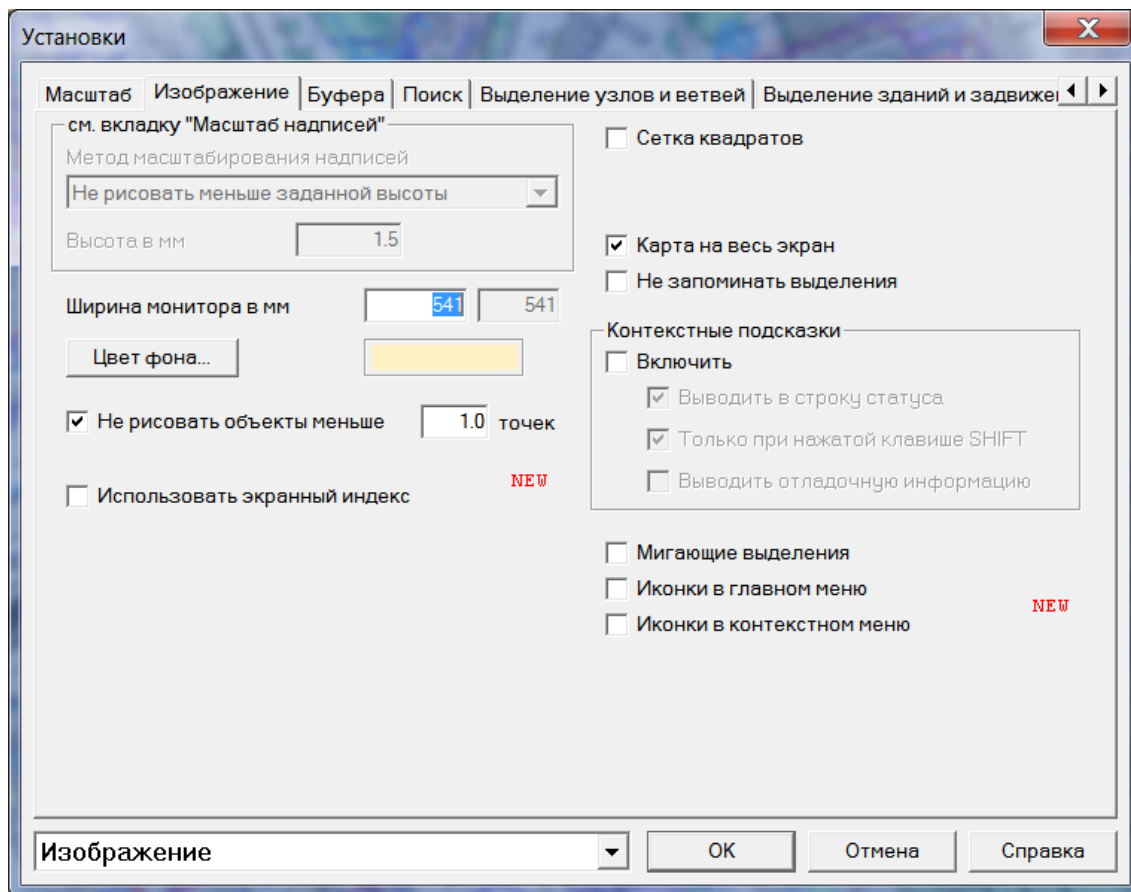 Установки
Масштаб Изображение Буфера Поиск Выделение узлов и ветвей Выделение зданий и задвиже
см. вкладку "Масштаб надписей"
Метод масштабирования надписей
Не рисовать меньше заданной высоты
Высота в мм 1.5
Ширина монитора в мм 541 541
Цвет фона...
Не рисовать объекты меньше 1.0 точек
NEW
Использовать экранный индекс
Сетка квадратов
Карта на весь экран
Не запоминать выделения
Контекстные подсказки
Включить
Выводить в строку статуса
Только при нажатой клавише SHIFT
Выводить отладочную информацию
Мигающие выделения
Иконки в главном меню
NEW
Иконки в контекстном меню
Изображение OK Отмена Справка